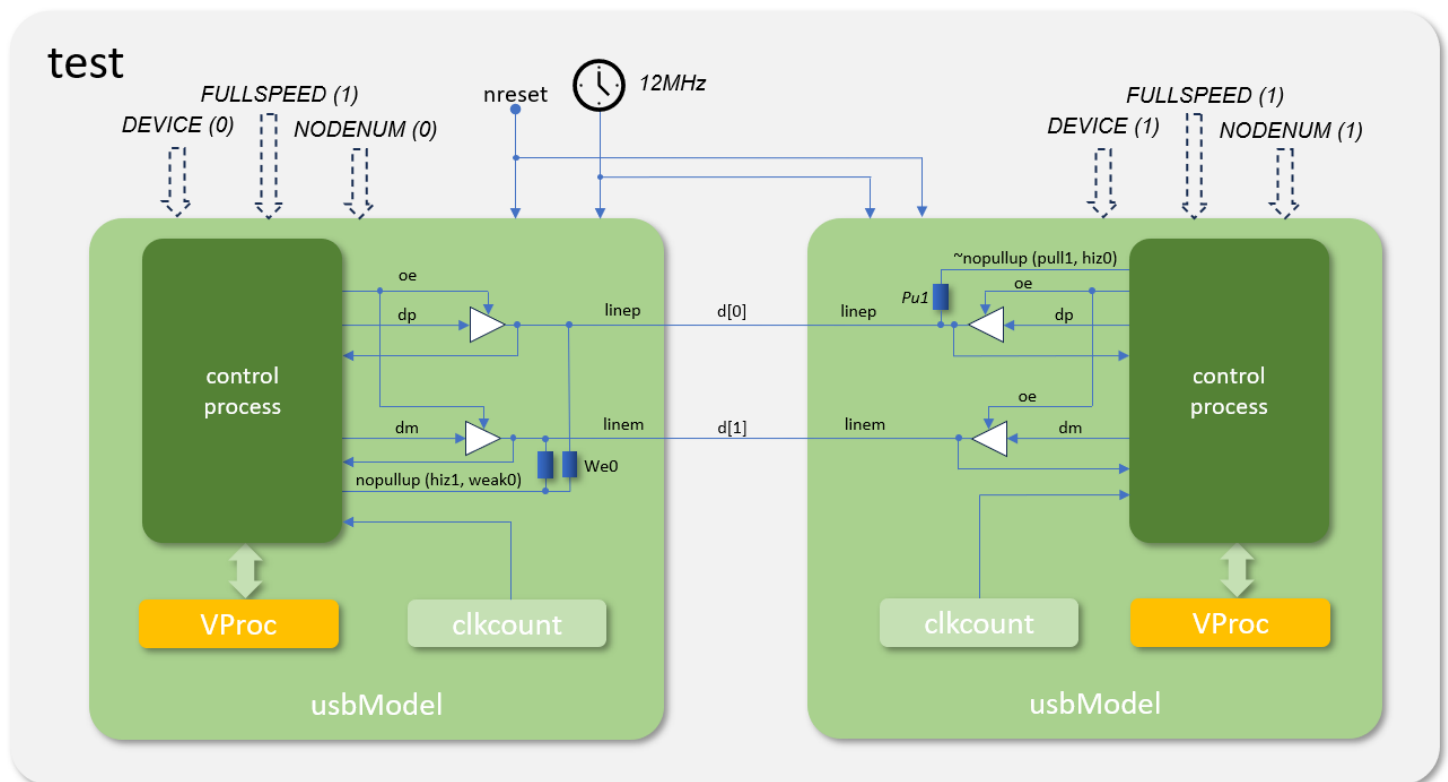 test
12MHz
nreset
FULLSPEED (1)
DEVICE (0)
NODENUM (0)
FULLSPEED (1)
DEVICE (1)
NODENUM (1)
oe
dp
control
process
dm
nopullup (hiz1, weak0)
We0
linep
d[0]
linep
linem
d[1]
linem
~nopullup (pull1, hiz0)
Pu1
oe
dp
oe
dm
control
process
VProc
clkcount
usbModel
clkcount
VProc
usbModel